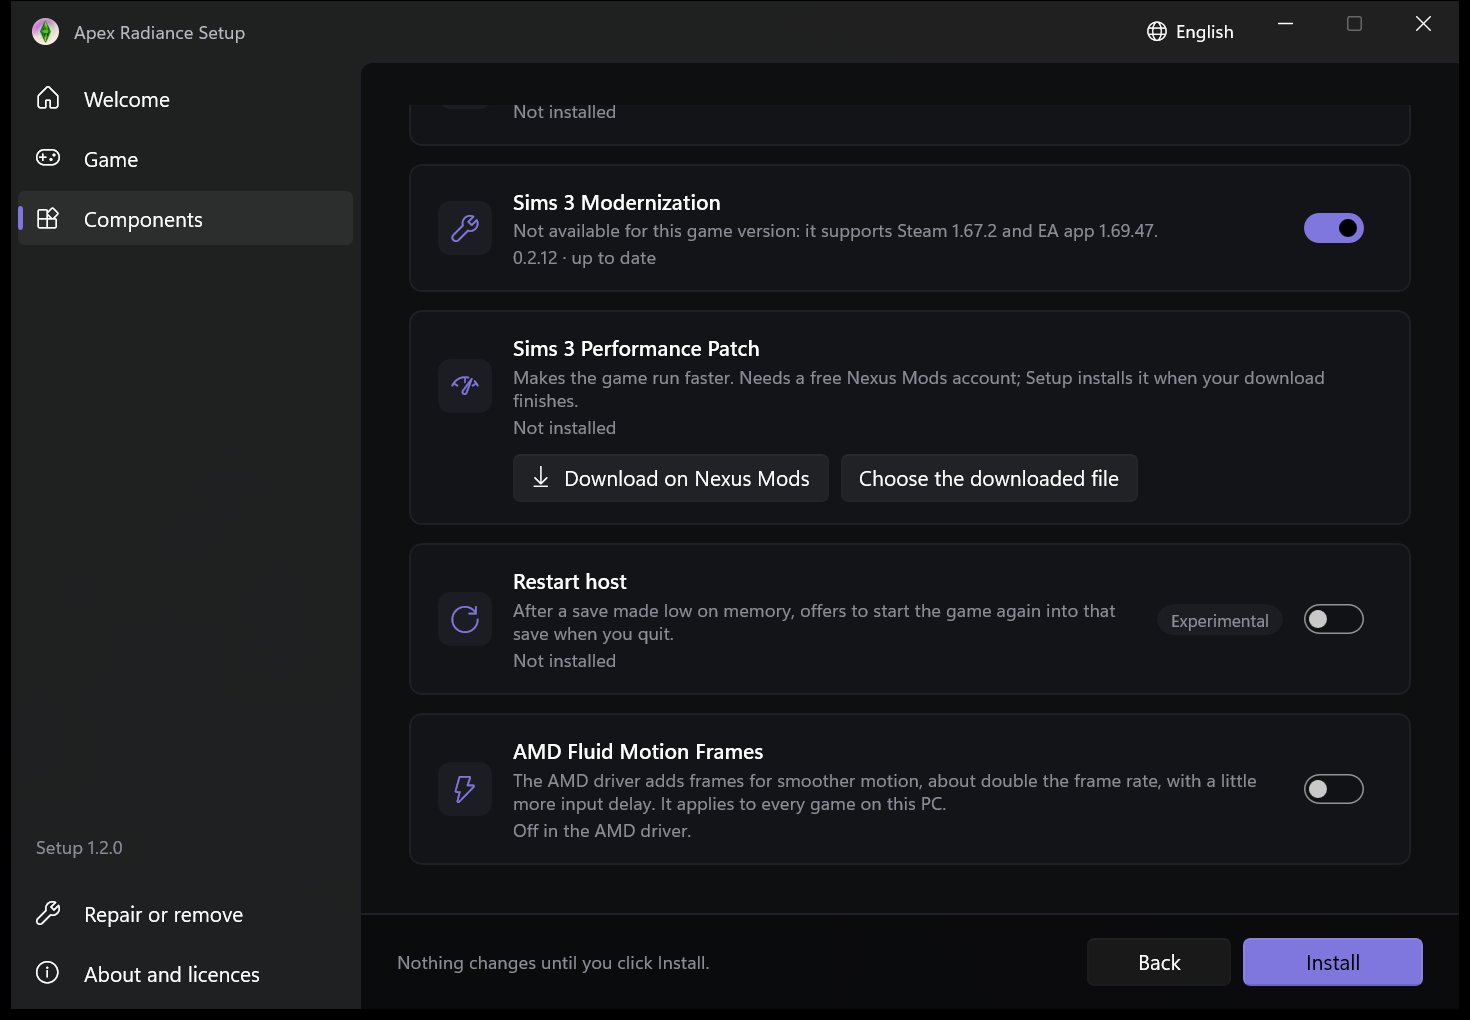 Apex Radiance Setup
English
Welcome
Game
Components
Setup 1.2.0
Repair or remove
About and licences
Not installed
Sims 3 Modernization
Not available for this game version: it supports Steam 1.67.2 and EA app 1.69.47.
0.2.12 · up to date
Sims 3 Performance Patch
Makes the game run faster. Needs a free Nexus Mods account; Setup installs it when your download
finishes.
Not installed
Download on Nexus Mods
Choose the downloaded file
Restart host
After a save made low on memory, offers to start the game again into that
save when you quit.
Not installed
Experimental
AMD Fluid Motion Frames
The AMD driver adds frames for smoother motion, about double the frame rate, with a little
more input delay. It applies to every game on this PC.
Off in the AMD driver.
Nothing changes until you click Install.
Back
Install